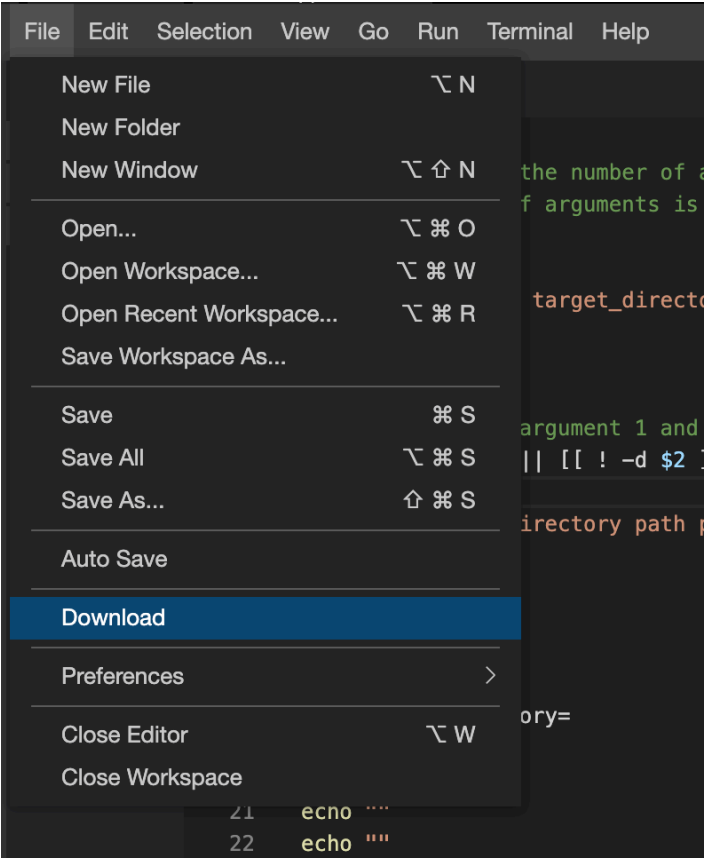 File Edit Selection View Go Run Terminal Help
New File ⌥ N
New Folder
New Window ⌥ ⇧ N
the number of
f arguments is
Open... ⌥ ⌘ O
Open Workspace... ⌥ ⌘ W
Open Recent Workspace... ⌥ ⌘ R
target_directo
Save Workspace As...
Save ⌘ S
argument 1 and
Save All ⌥ ⌘ S
|| [[ ! -d $2 ]
Save As... ⇧ ⌘ S
irectory path p
Auto Save
Download
Preferences >
ory=
Close Editor ⌥ W
Close Workspace
21 echo ""
22 echo ""